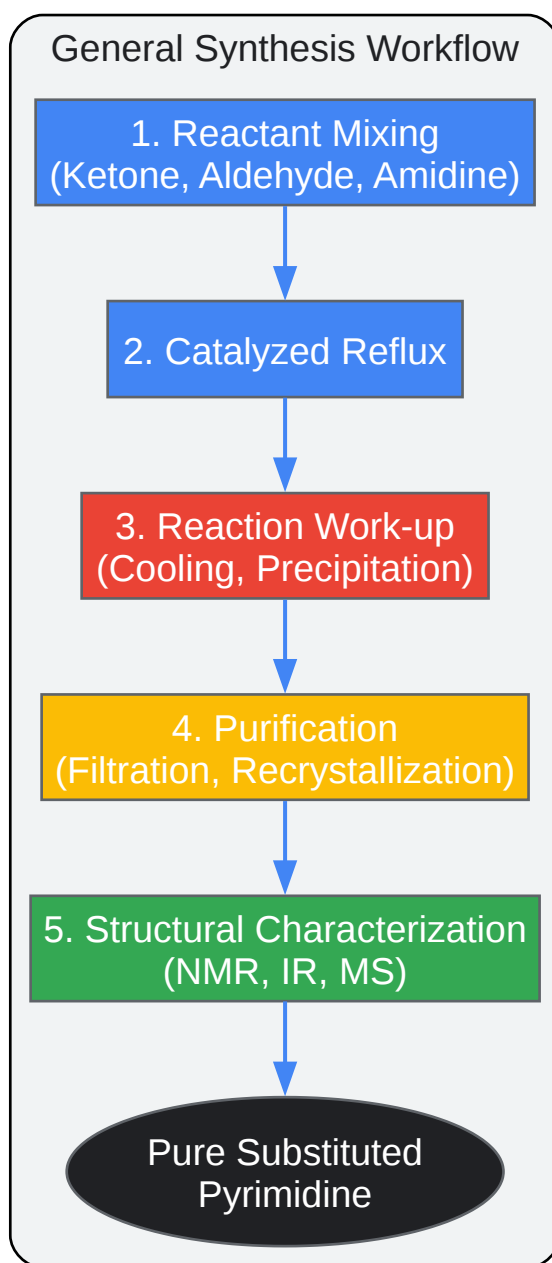 General Synthesis Workflow
1. Reactant Mixing
(Ketone, Aldehyde, Amidine)
2. Catalyzed Reflux
3. Reaction Work-up
(Cooling, Precipitation)
4. Purification
(Filtration, Recrystallization)
5. Structural Characterization
(NMR, IR, MS)
Pure Substituted
Pyrimidine